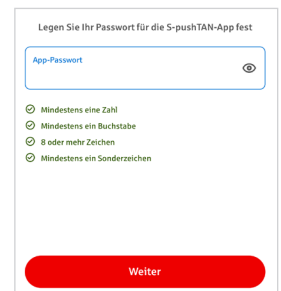 Legen Sie Ihr Passwort für die S-pushTAN-App fest
App-Passwort
Mindestens eine Zahl
Mindestens ein Buchstabe
8 oder mehr Zeichen
Mindestens ein Sonderzeichen
Weiter